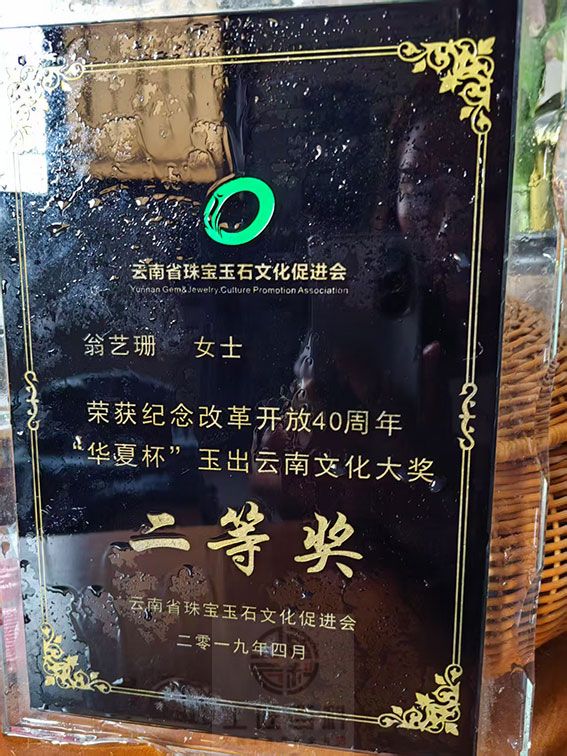 云南省珠宝玉石文化促进会
Yunnan Gem&Jewelry.Culture Promotion Association
翁艺珊 女士
荣获纪念改革开放40周年
“华夏杯”玉出云南文化大奖
二等奖
云南省珠宝玉石文化促进会
二零一九年四月